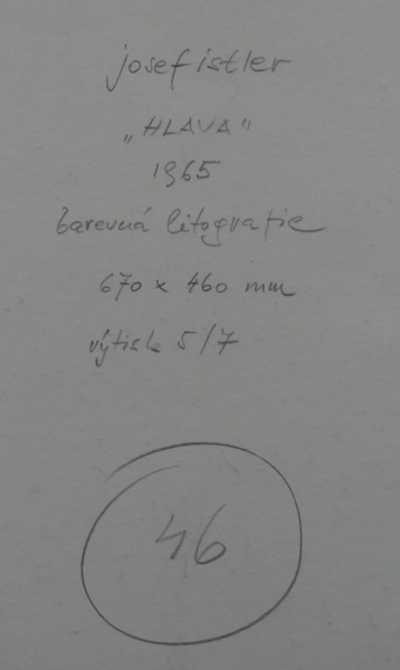 josef istler
„HLAVA"
1965
barevná litografie
670 x 460 mm
výtisk 5/7
46